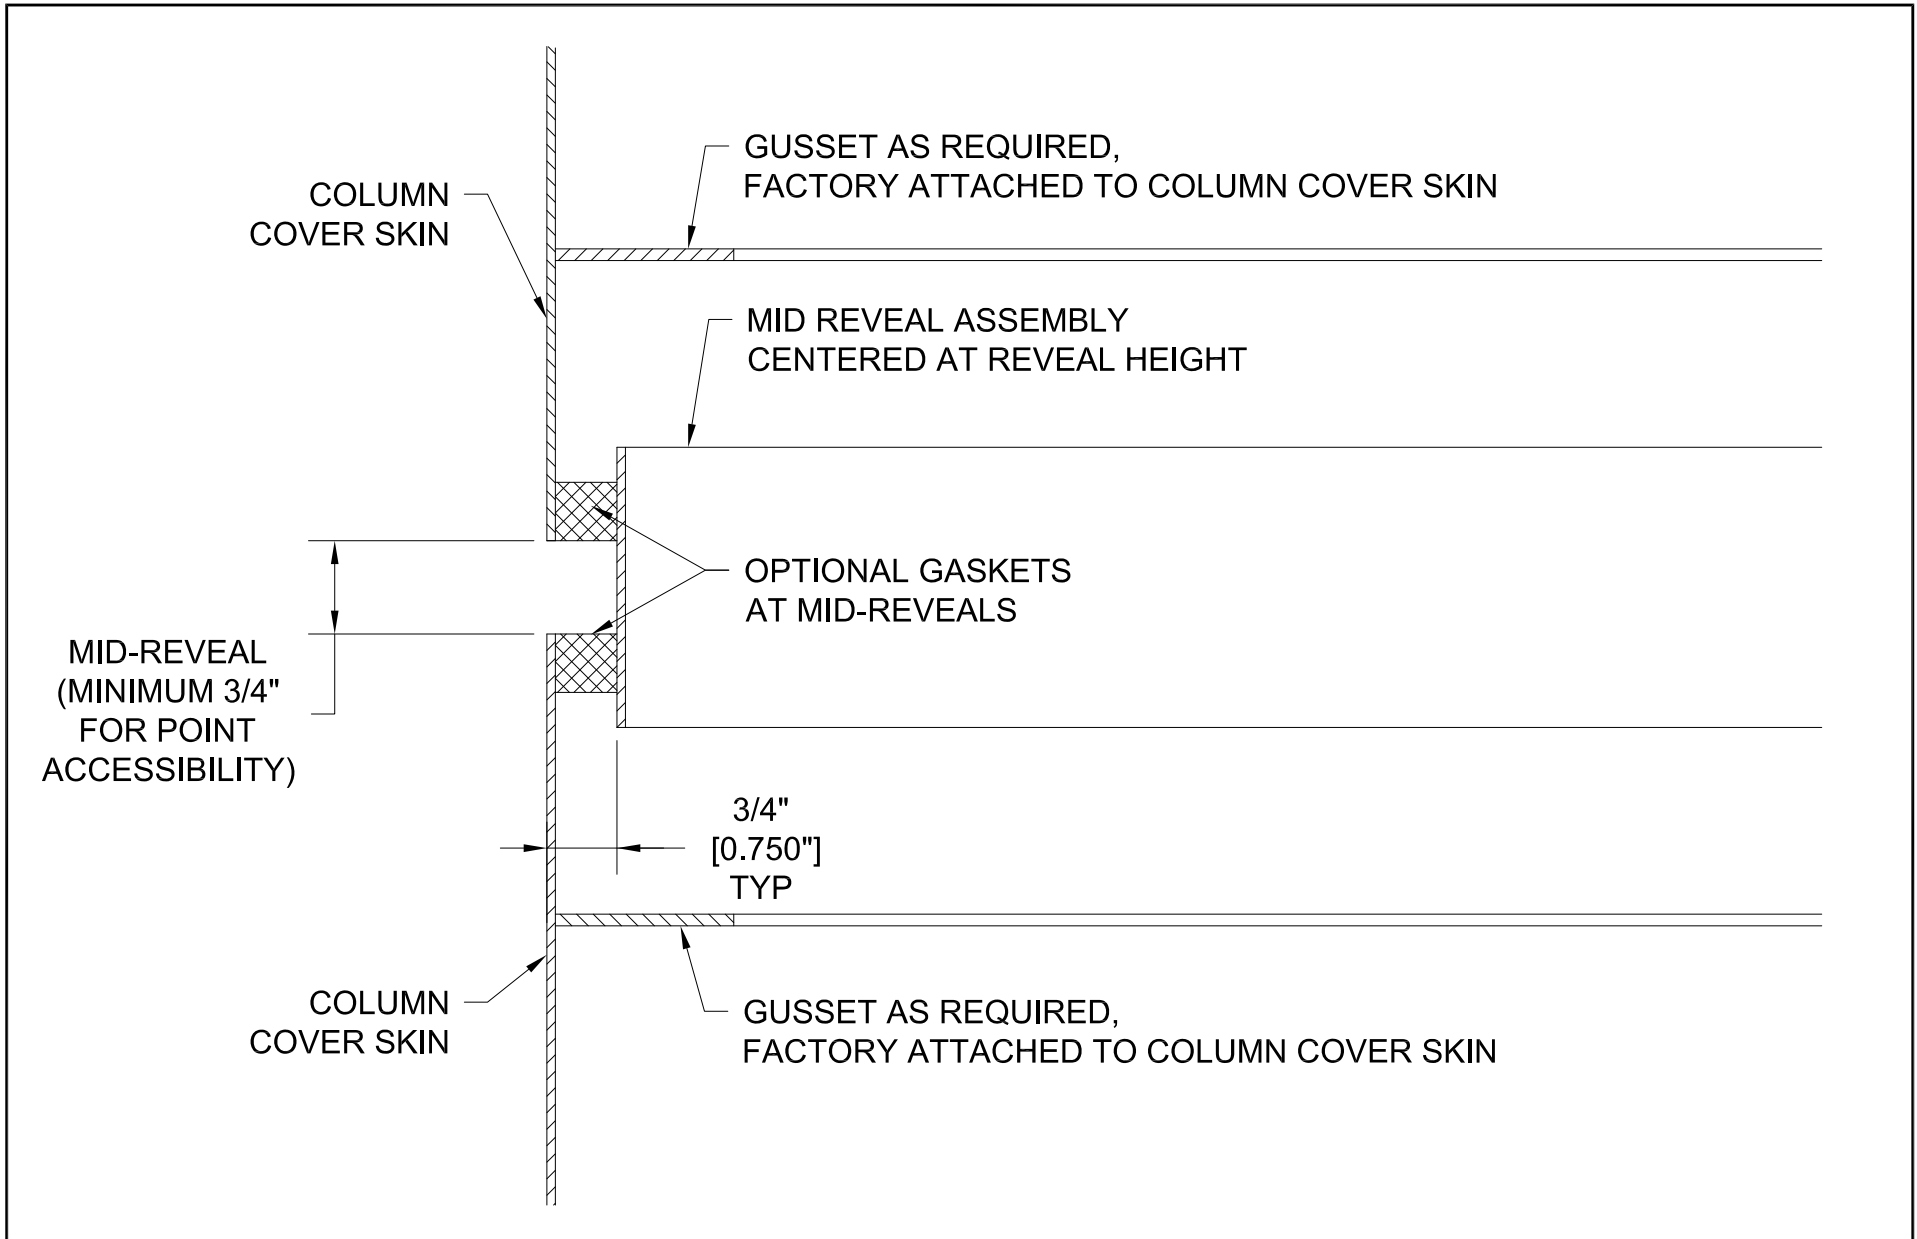 GUSSET AS REQUIRED,
FACTORY ATTACHED TO COLUMN COVER SKIN
COLUMN
COVER SKIN
MID REVEAL ASSEMBLY
CENTERED AT REVEAL HEIGHT
OPTIONAL GASKETS
AT MID-REVEALS
MID-REVEAL
(MINIMUM 3/4"
FOR POINT
ACCESSIBILITY)
3/4"
[0.750"]
TYP
COLUMN
COVER SKIN
GUSSET AS REQUIRED,
FACTORY ATTACHED TO COLUMN COVER SKIN